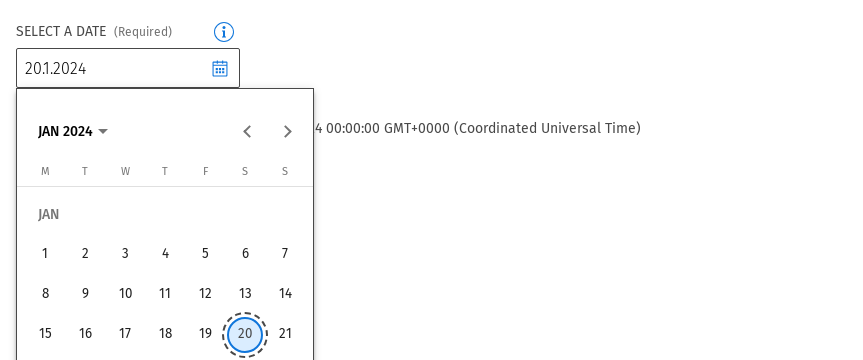 SELECT A DATE (Required)
20.1.2024
JAN 2024
4 00:00:00 GMT+0000 (Coordinated Universal Time)
M T W T F S S
JAN
1 2 3 4 5 6 7
8 9 10 11 12 13 14
15 16 17 18 19 20 21